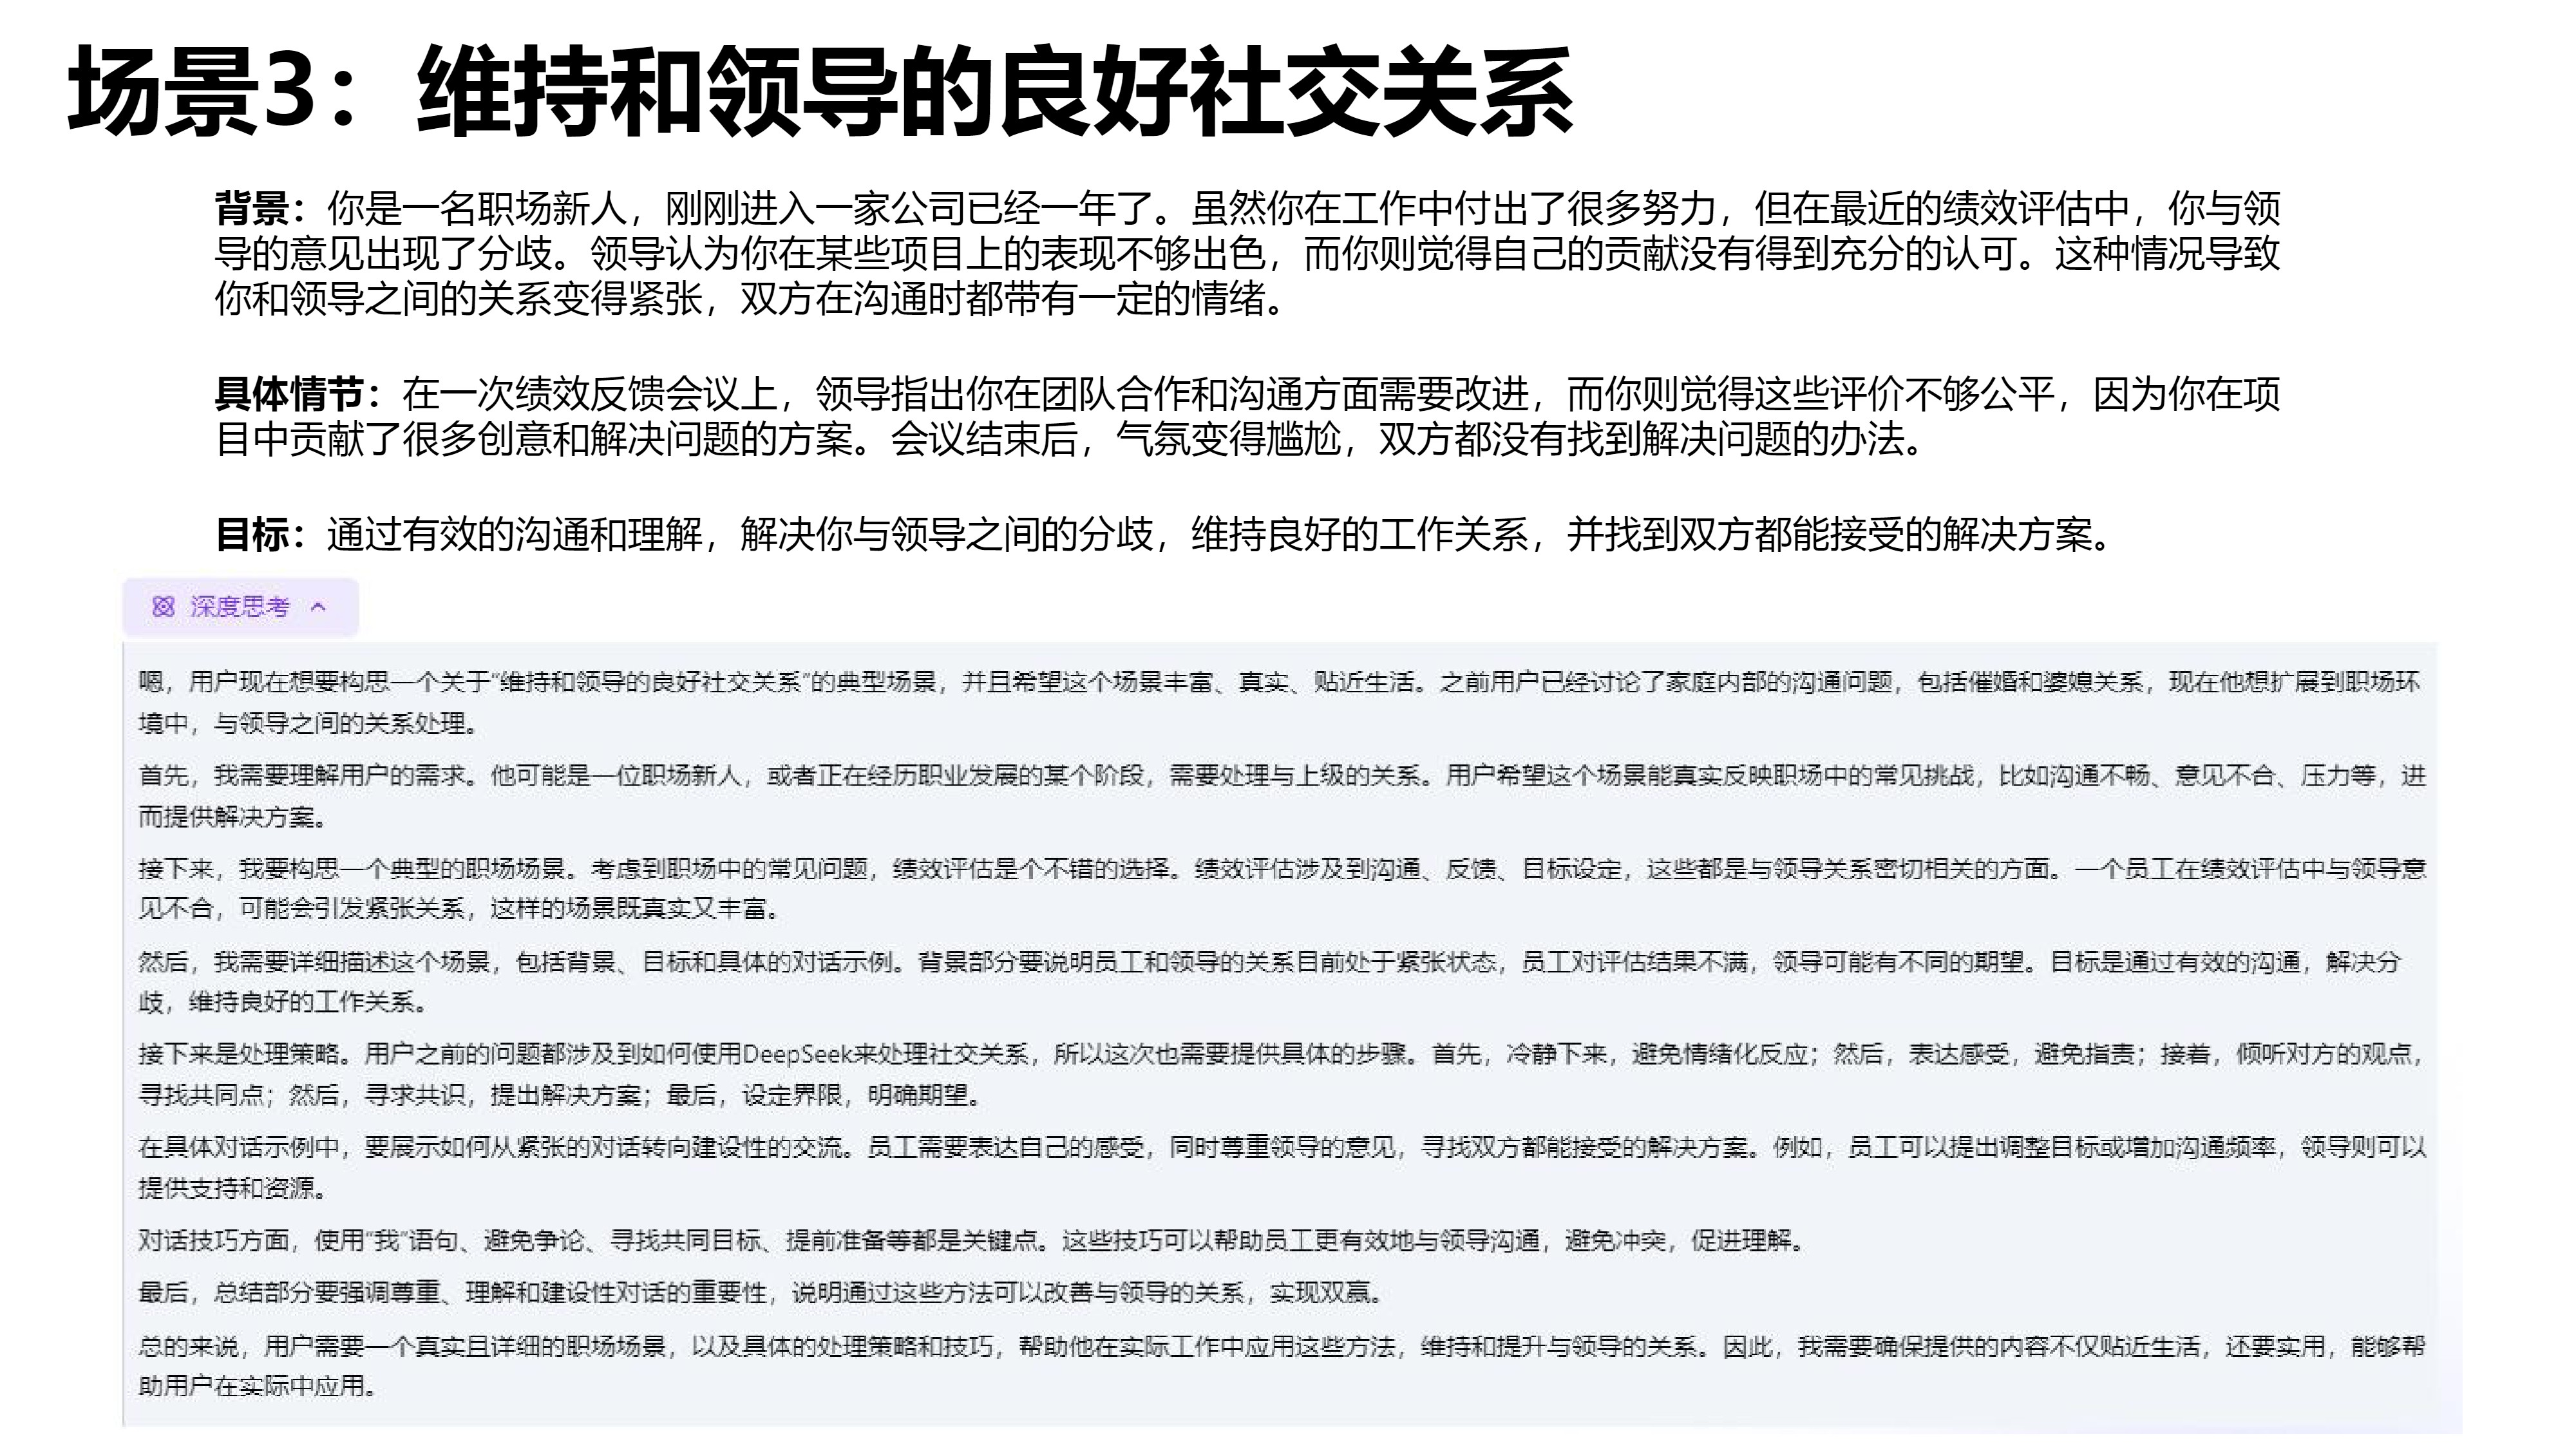 场景3：维持和领导的良好社交关系
背景：你是一名职场新人，刚刚进入一家公司已经一年了。虽然你在工作中付出了很多努力，但在最近的绩效评估中，你与领
导的意见出现了分歧。领导认为你在某些项目上的表现不够出色，而你则觉得自己的贡献没有得到充分的认可。这种情况导致
你和领导之间的关系变得紧张，双方在沟通时都带有一定的情绪。
具体情节：在一次绩效反馈会议上，领导指出你在团队合作和沟通方面需要改进，而你则觉得这些评价不够公平，因为你在项
目中贡献了很多创意和解决问题的方案。会议结束后，气氛变得尴尬，双方都没有找到解决问题的办法。
目标：通过有效的沟通和理解，解决你与领导之间的分歧，维持良好的工作关系，并找到双方都能接受的解决方案。
深度思考
嗯，用户现在想要构思一个关于“维持和领导的良好社交关系”的典型场景，并且希望这个场景丰富、真实、贴近生活。之前用户已经讨论了家庭内部的沟通问题，包括催婚和婆媳关系，现在他想扩展到职场环
境中，与领导之间的关系处理。
首先，我需要理解用户的需求。他可能是一位职场新人，或者正在经历职业发展的某个阶段，需要处理与上级的关系。用户希望这个场景能真实反映职场中的常见挑战，比如沟通不畅、意见不合、压力等，进
而提供解决方案。
接下来，我要构思一个典型的职场场景。考虑到职场中的常见问题，绩效评估是个不错的选择。绩效评估涉及到沟通、反馈、目标设定，这些都是与领导关系密切相关的方面。一个员工在绩效评估中与领导意
见不合，可能会引发紧张关系，这样的场景既真实又丰富。
然后，我需要详细描述这个场景，包括背景、目标和具体的对话示例。背景部分要说明员工和领导的关系目前处于紧张状态，员工对评估结果不满，领导可能有不同的期望。目标是通过有效的沟通，解决分
歧，维持良好的工作关系。
接下来是处理策略。用户之前的问题都涉及到如何使用DeepSeek来处理社交关系，所以这次也需要提供具体的步骤。首先，冷静下来，避免情绪化反应；然后，表达感受，避免指责；接着，倾听对方的观点，
寻找共同点；然后，寻求共识，提出解决方案；最后，设定界限，明确期望。
在具体对话示例中，要展示如何从紧张的对话转向建设性的交流。员工需要表达自己的感受，同时尊重领导的意见，寻找双方都能接受的解决方案。例如，员工可以提出调整目标或增加沟通频率，领导则可以
提供支持和资源。
对话技巧方面，使用“我”语句、避免争论、寻找共同目标、提前准备等都是关键点。这些技巧可以帮助员工更有效地与领导沟通，避免冲突，促进理解。
最后，总结部分要强调尊重、理解和建设性对话的重要性，说明通过这些方法可以改善与领导的关系，实现双赢。
总的来说，用户需要一个真实且详细的职场场景，以及具体的处理策略和技巧，帮助他在实际工作中应用这些方法，维持和提升与领导的关系。因此，我需要确保提供的内容不仅贴近生活，还要实用，能够帮
助用户在实际中应用。